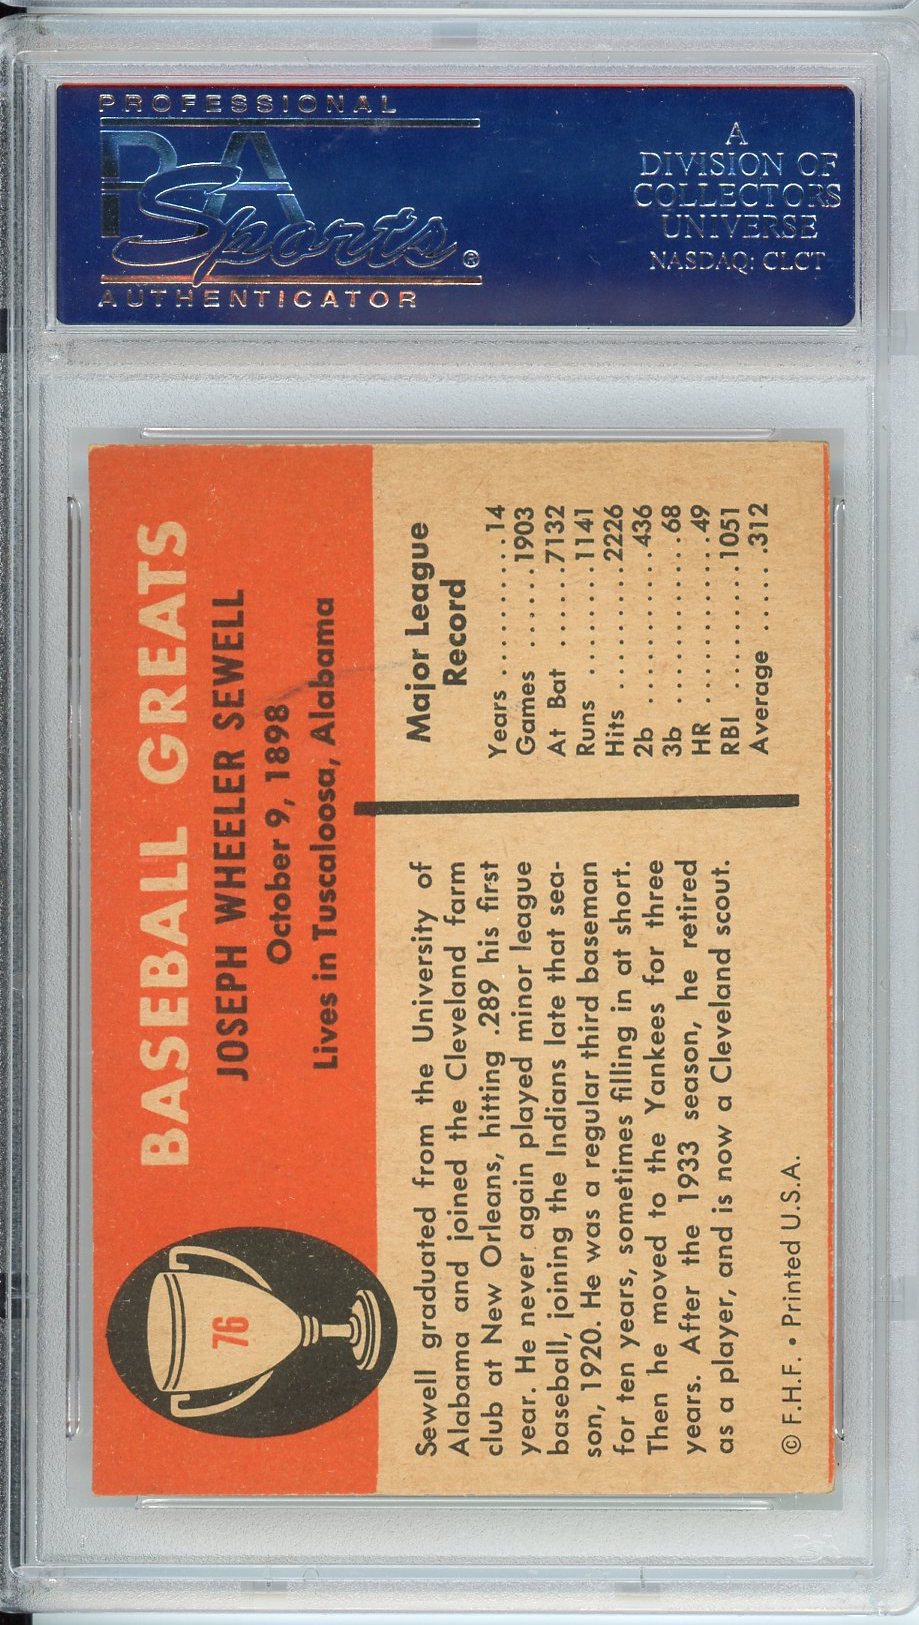 PROFESSIONAL
PSA
Sports®
AUTHENTICATOR
A
DIVISION OF
COLLECTORS
UNIVERSE
NASDAQ: CLCT
76
BASEBALL GREATS
JOSEPH WHEELER SEWELL
October 9, 1898
Lives in Tuscaloosa, Alabama
Sewell graduated from the University of
Alabama and joined the Cleveland farm
club at New Orleans, hitting .289 his first
year. He never again played minor league
baseball, joining the Indians late that sea-
son, 1920. He was a regular third baseman
for ten years, sometimes filling in at short.
Then he moved to the Yankees for three
years. After the 1933 season, he retired
as a player, and is now a Cleveland scout.
© F.H.F. • Printed U.S.A.
Major League
Record
Years ..........14
Games ........1903
At Bat ........7132
Runs ..........1141
Hits ..........2226
2b .............436
3b ..............68
HR ..............49
RBI ..........1051
Average .......312